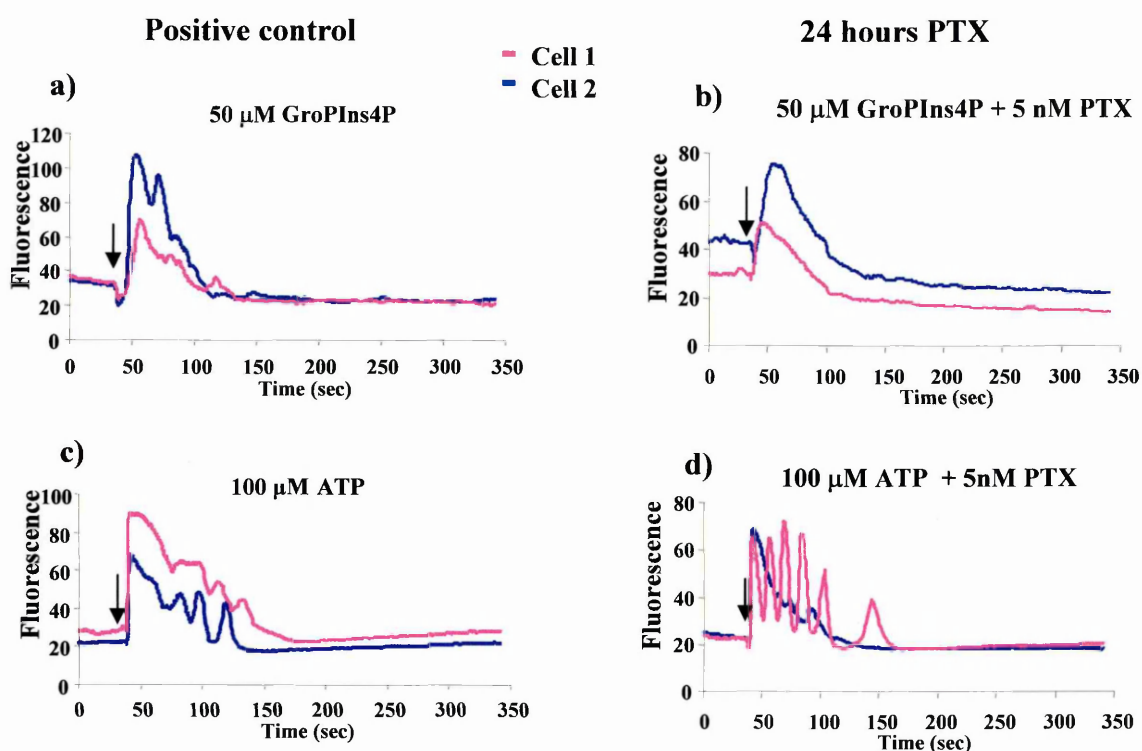 Positive control
24 hours PTX
Cell 1
Cell 2
a)
50 μM GroPIns4P
Fluorescence
120
100
80
60
40
20
0
0 50 100 150 200 250 300 350
Time (sec)
b)
50 μM GroPIns4P + 5 nM PTX
Fluorescence
80
60
40
20
0
0 50 100 150 200 250 300 350
Time (sec)
c)
100 μM ATP
Fluorescence
100
80
60
40
20
0
0 50 100 150 200 250 300 350
Time (sec)
d)
100 μM ATP + 5nM PTX
Fluorescence
80
60
40
20
0
0 50 100 150 200 250 300 350
Time (sec)